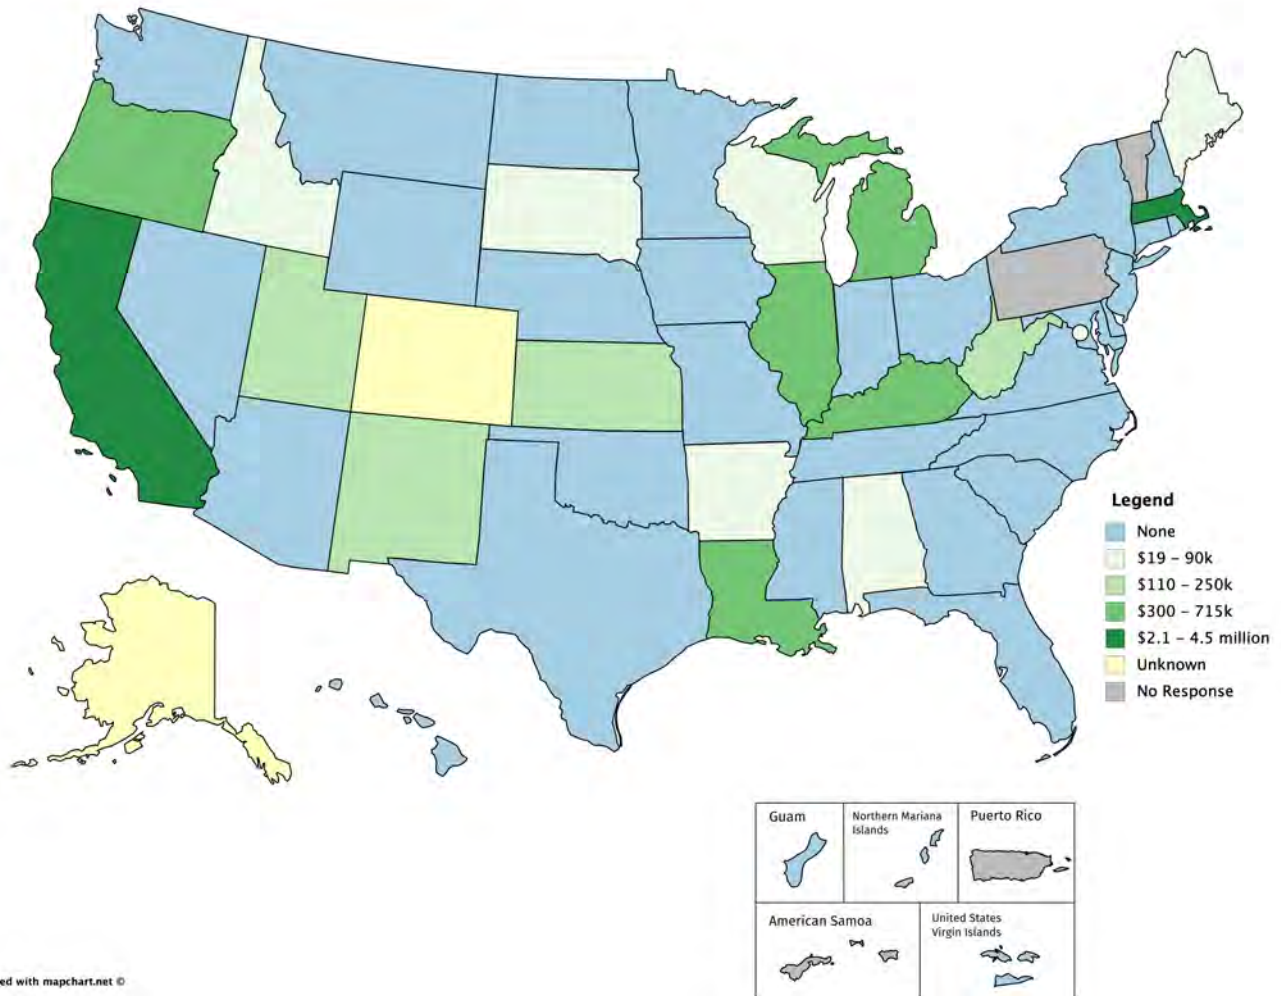 Legend
None
$19 – 90k
$110 – 250k
$300 – 715k
$2.1 – 4.5 million
Unknown
No Response
Guam
Northern Mariana
Islands
Puerto Rico
American Samoa
United States
Virgin Islands
ed with mapchart.net ©